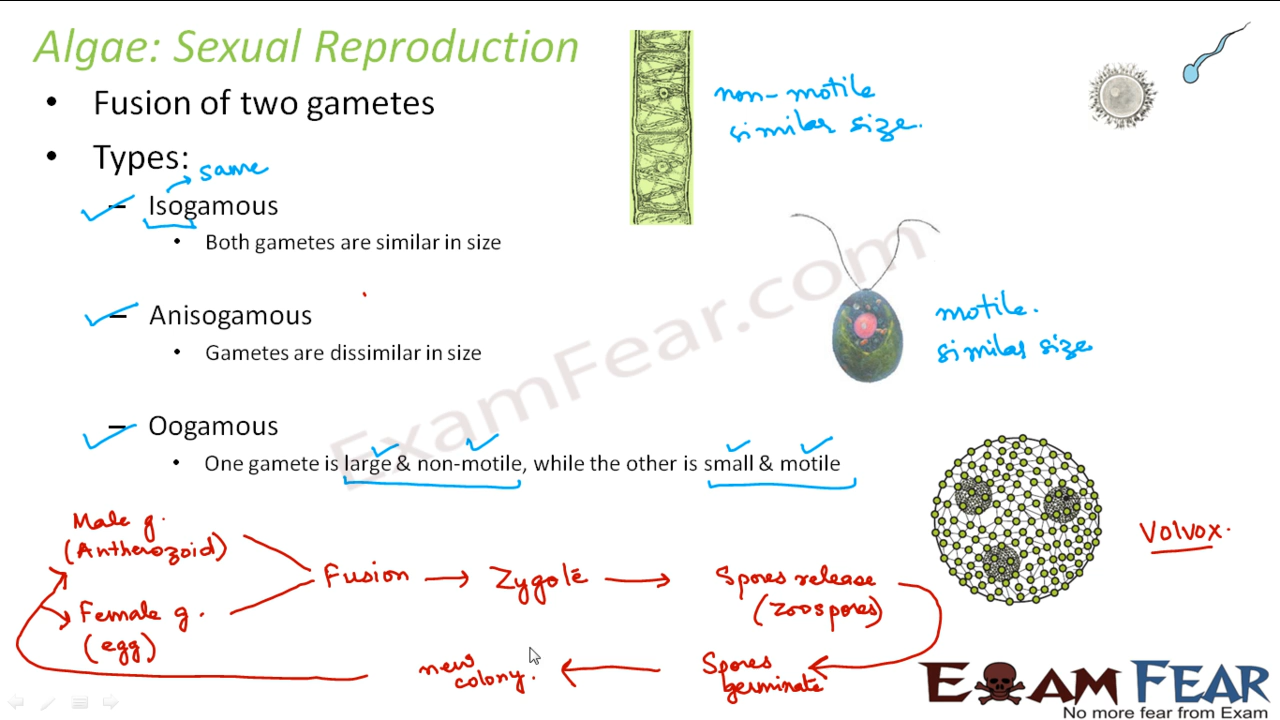 Algae: Sexual Reproduction
• Fusion of two gametes
• Types:
same
– Isogamous
• Both gametes are similar in size
– Anisogamous
• Gametes are dissimilar in size
– Oogamous
• One gamete is large & non-motile, while the other is small & motile
non-motile
similar size.
motile.
similar size
Volvox.
Male g.
(Antherozoid)
Female g.
(egg)
Fusion → Zygote → Spores release
(Zoospores)
Spores
germinate
new
colony.
ExamFear.com
EXAM FEAR
No more fear from Exam